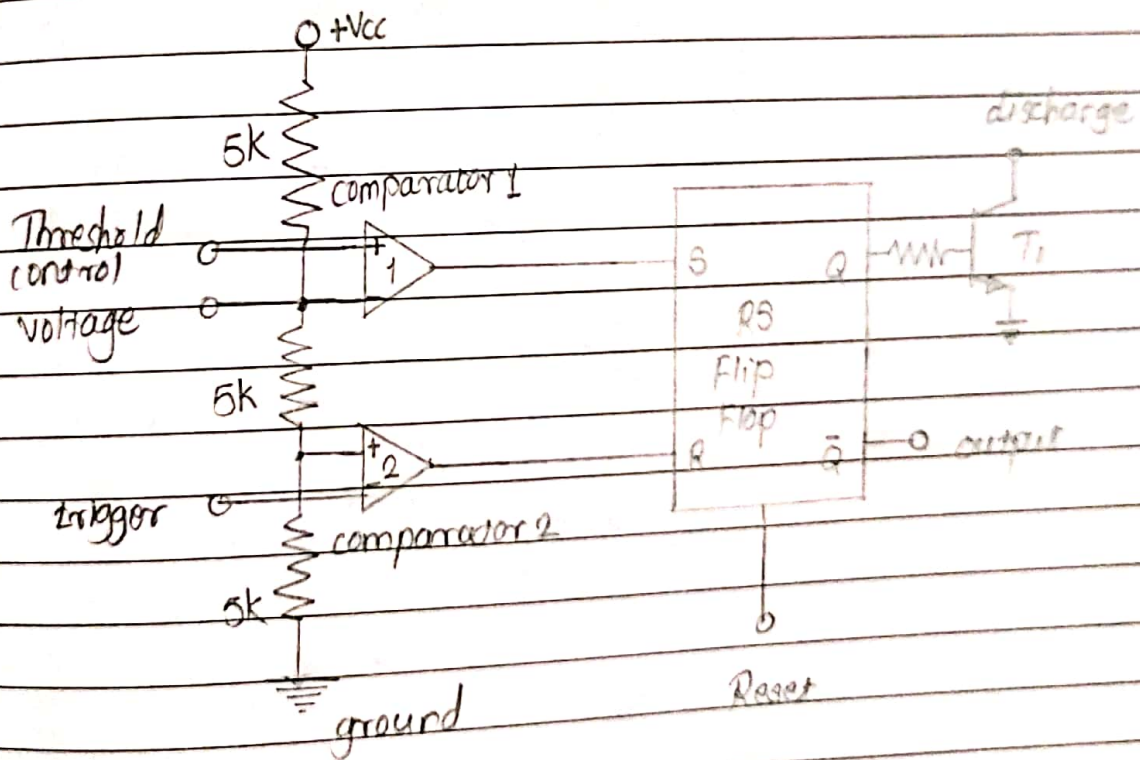 +Vcc
discharge
5K
comparator 1
Threshold
control
voltage
+
1
S
Q
T1
RS
Flip
Flop
5K
+
2
-
R
Q̄
output
trigger
comparrator 2
5K
Reset
ground